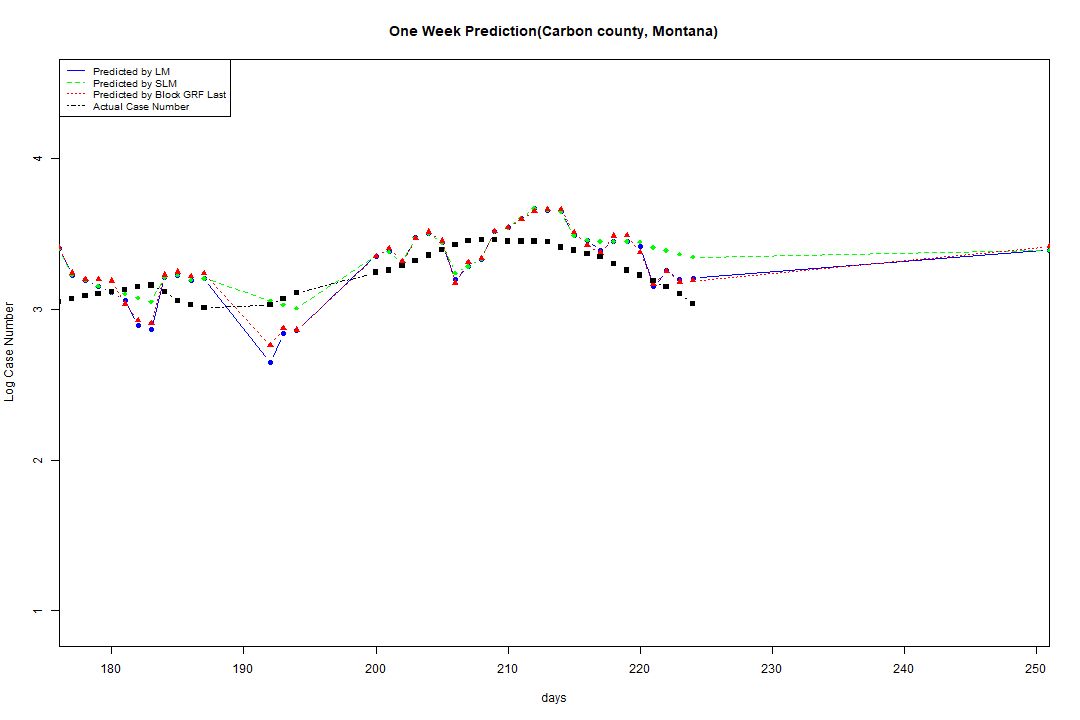 One Week Prediction(Carbon county, Montana)
Predicted by LM
Predicted by SLM
Predicted by Block GRF Last
Actual Case Number
4
3
2
1
Log Case Number
180 190 200 210 220 230 240 250
days